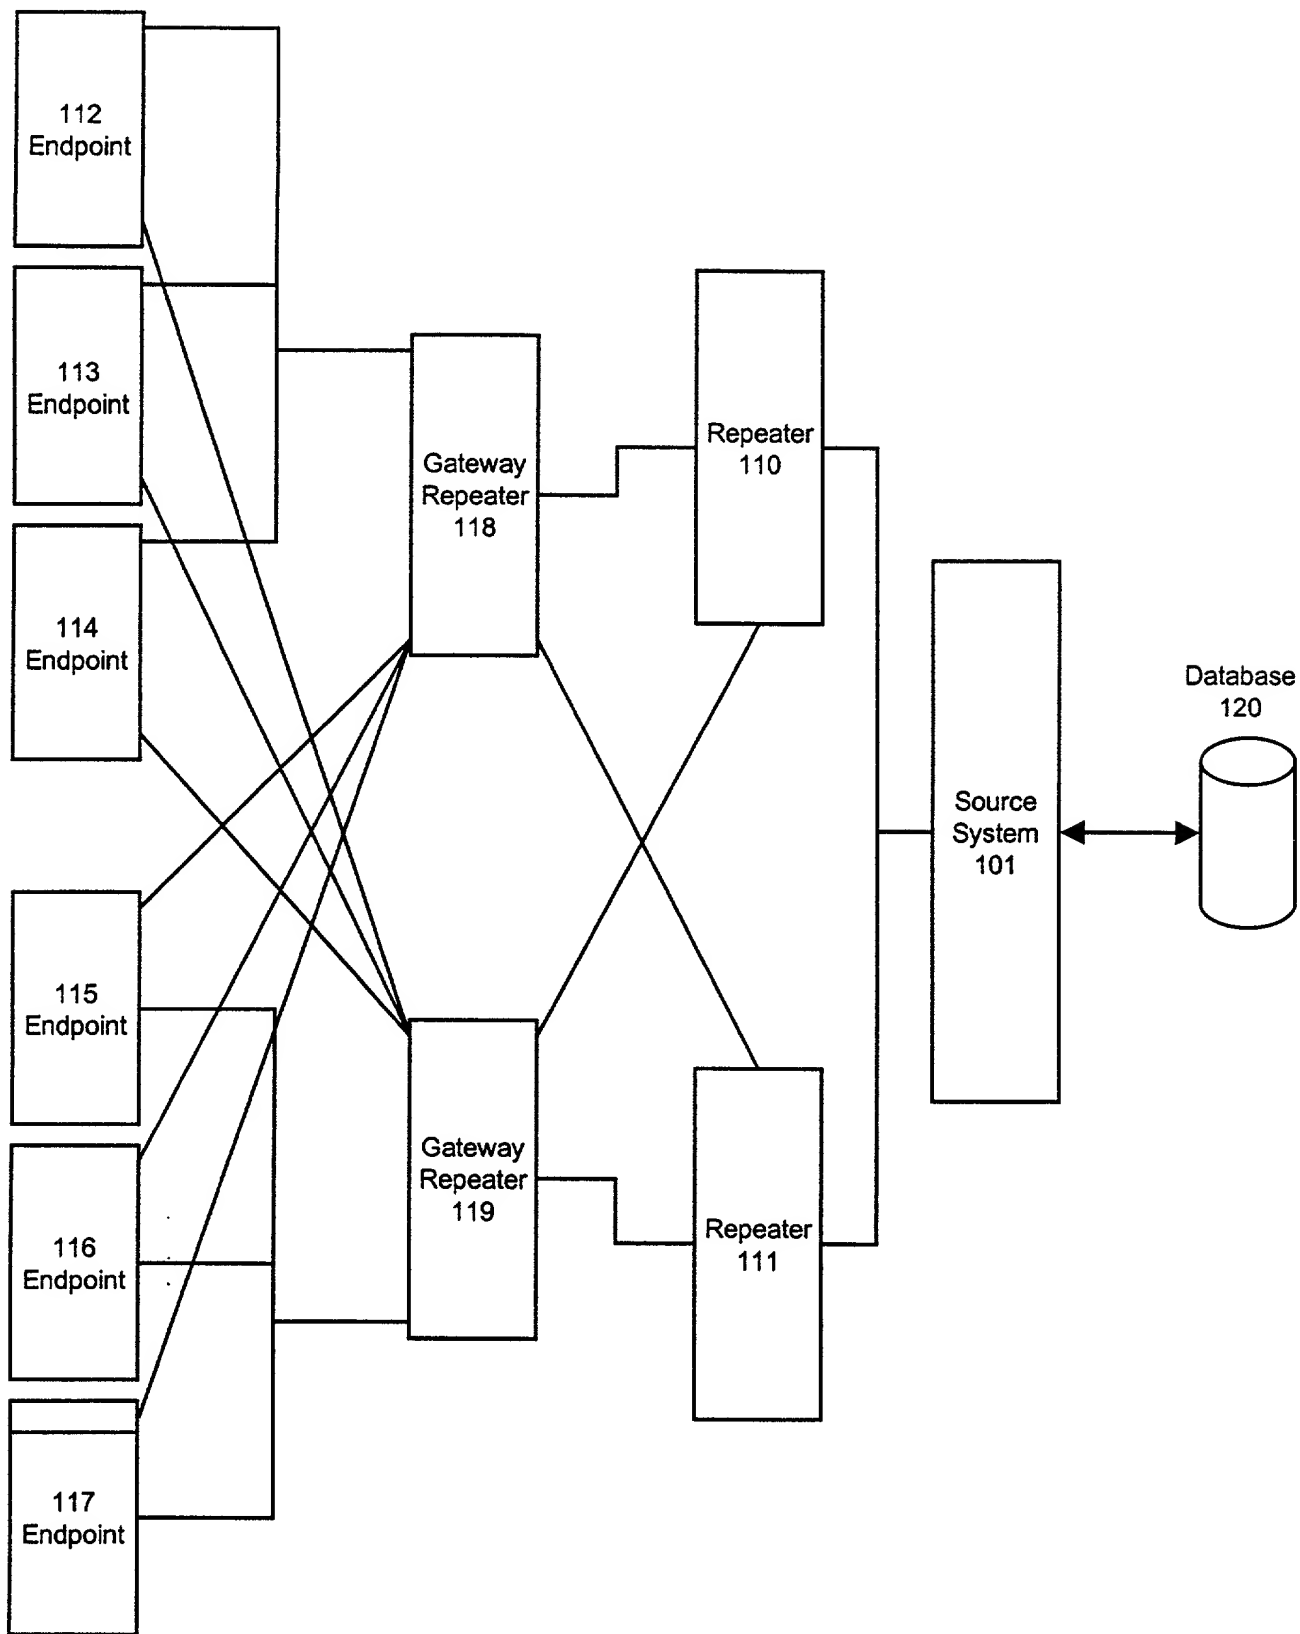 112
Endpoint
113
Endpoint
114
Endpoint
115
Endpoint
116
Endpoint
117
Endpoint
Gateway
Repeater
118
Gateway
Repeater
119
Repeater
110
Repeater
111
Source
System
101
Database
120